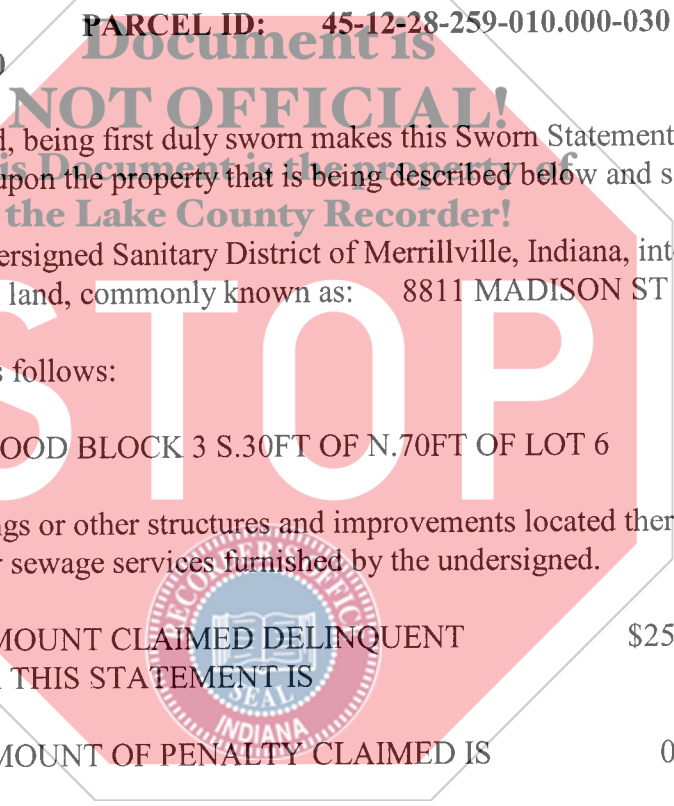 PARCEL ID: 45-12-28-259-010.000-030
Document is
NOT OFFICIAL!
d, being first duly sworn makes this Sworn Statement
is Document is the property of
upon the property that is being described below and s
the Lake County Recorder!
ersigned Sanitary District of Merrillville, Indiana, int
land, commonly known as: 8811 MADISON ST
STOP
s follows:
OOD BLOCK 3 S.30FT OF N.70FT OF LOT 6
ngs or other structures and improvements located ther
r sewage services furnished by the undersigned.
RECORDER'S OFFICE
MOUNT CLAIMED DELINQUENT $25
THIS STATEMENT IS
SEAL
INDIANA
MOUNT OF PENALTY CLAIMED IS 0